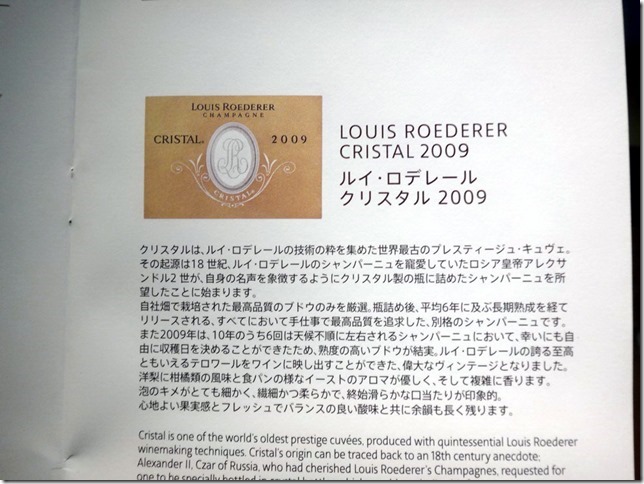 LOUIS ROEDERER
CHAMPAGNE
CRISTAL® 2009
CRISTAL
LOUIS ROEDERER
CRISTAL 2009
ルイ・ロデレール
クリスタル 2009
クリスタルは、ルイ・ロデレールの技術の粋を集めた世界最古のプレスティージュ・キュヴェ。
その起源は18 世紀、ルイ・ロデレールのシャンパーニュを寵愛していたロシア皇帝アレクサ
ンドル2 世が、自身の名声を象徴するようにクリスタル製の瓶に詰めたシャンパーニュを所
望したことに始まります。
自社畑で栽培された最高品質のブドウのみを厳選。瓶詰め後、平均6年に及ぶ長期熟成を経て
リリースされる、すべてにおいて手仕事で最高品質を追求した、別格のシャンパーニュです。
また2009年は、10年のうち6回は天候不順に左右されるシャンパーニュにおいて、幸いにも自
由に収穫日を決めることができたため、熟度の高いブドウが結実。ルイ・ロデレールの誇る至高
ともいえるテロワールをワインに映し出すことができた、偉大なヴィンテージとなりました。
洋梨に柑橘類の風味と食パンの様なイーストのアロマが優しく、そして複雑に香ります。
泡のキメがとても細かく、繊細かつ柔らかで、終始滑らかな口当たりが印象的。
心地よい果実感とフレッシュでバランスの良い酸味と共に余韻も長く残ります。
Cristal is one of the world's oldest prestige cuvées, produced with quintessential Louis Roederer
winemaking techniques. Cristal's origin can be traced back to an 18th century anecdote;
Alexander II, Czar of Russia, who had cherished Louis Roederer's Champagnes, requested for
one to be specially bottled in crystal